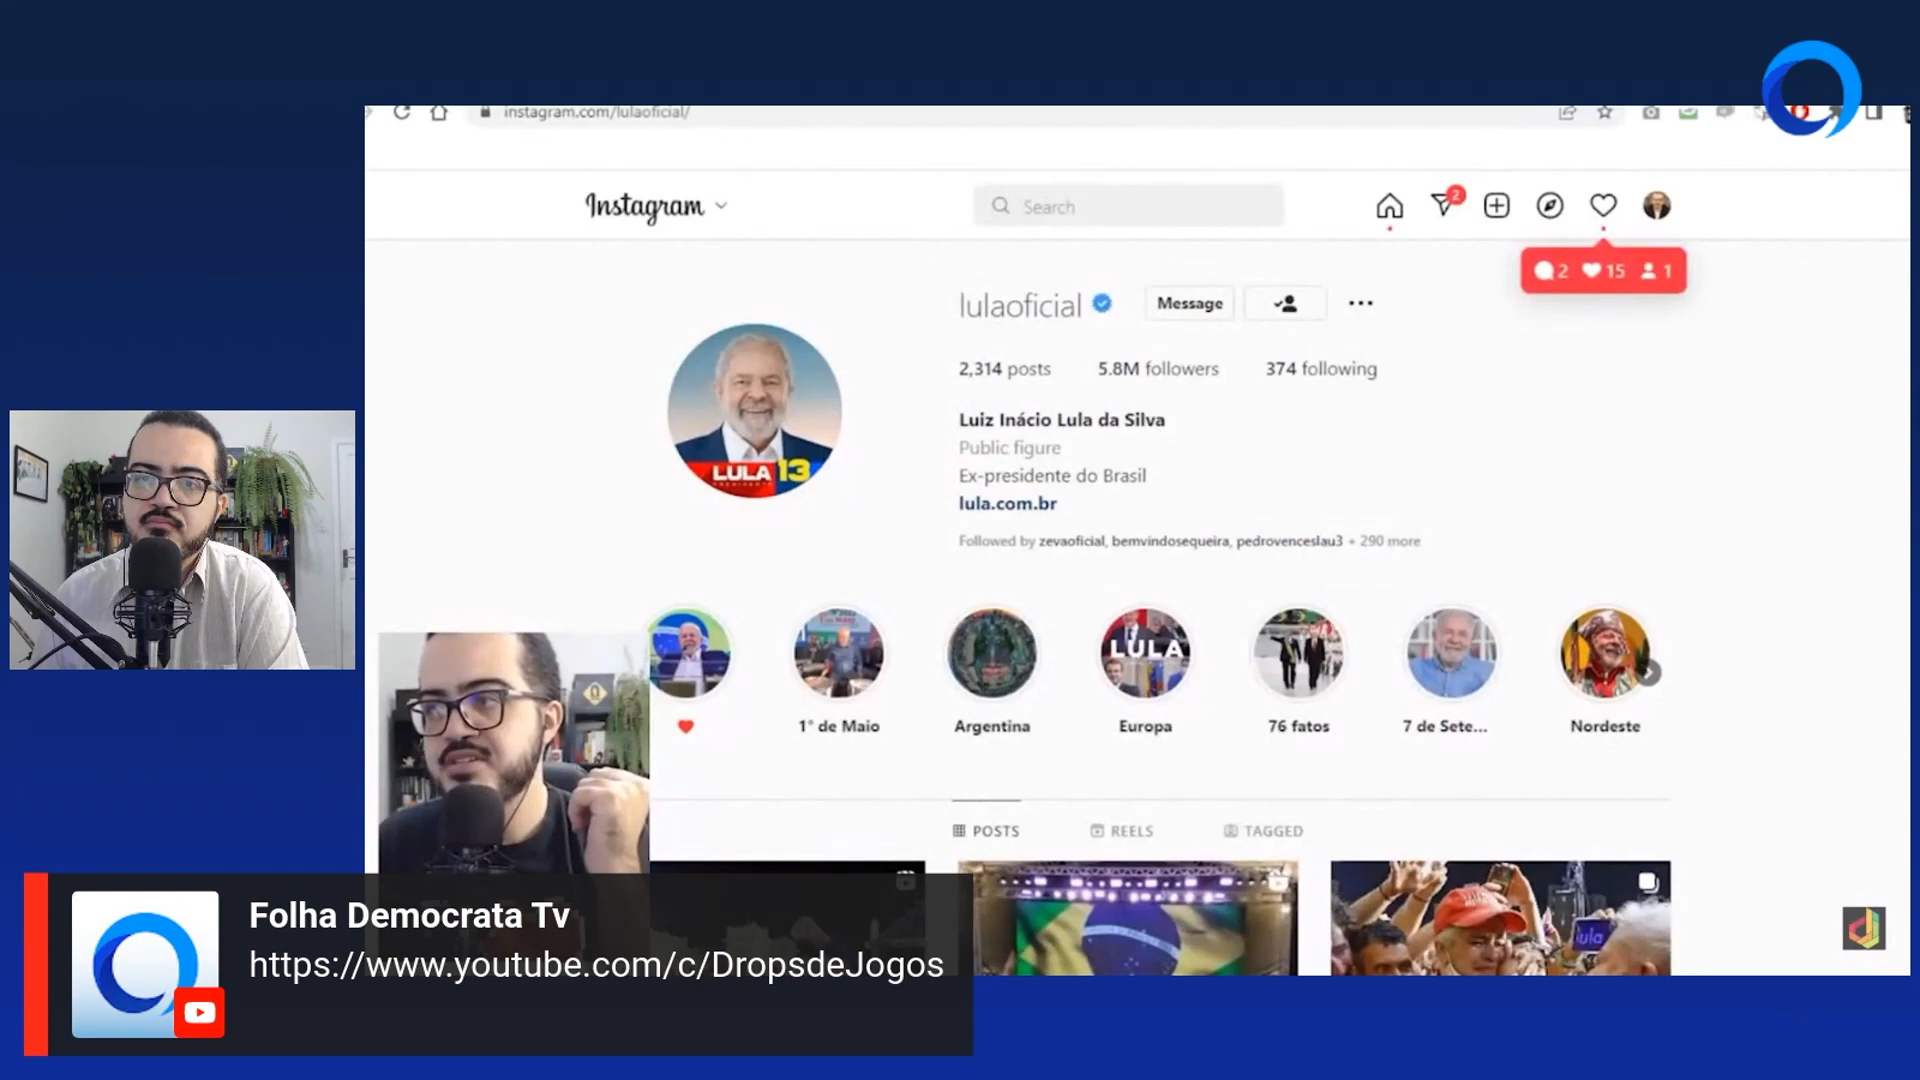 instagram.com/lulaoficial/
Instagram
Search
2
2 15 1
lulaoficial
Message
2,314 posts 5.8M followers 374 following
Luiz Inácio Lula da Silva
Public figure
Ex-presidente do Brasil
lula.com.br
Followed by zevaoficial, bemvindosequeira, pedrovenceslau3 • 290 more
LULA 13
PRESIDENTE
LULA
1° de Maio
Argentina
Europa
76 fatos
7 de Sete...
Nordeste
POSTS
REELS
TAGGED
lula
Folha Democrata Tv
https://www.youtube.com/c/DropsdeJogos